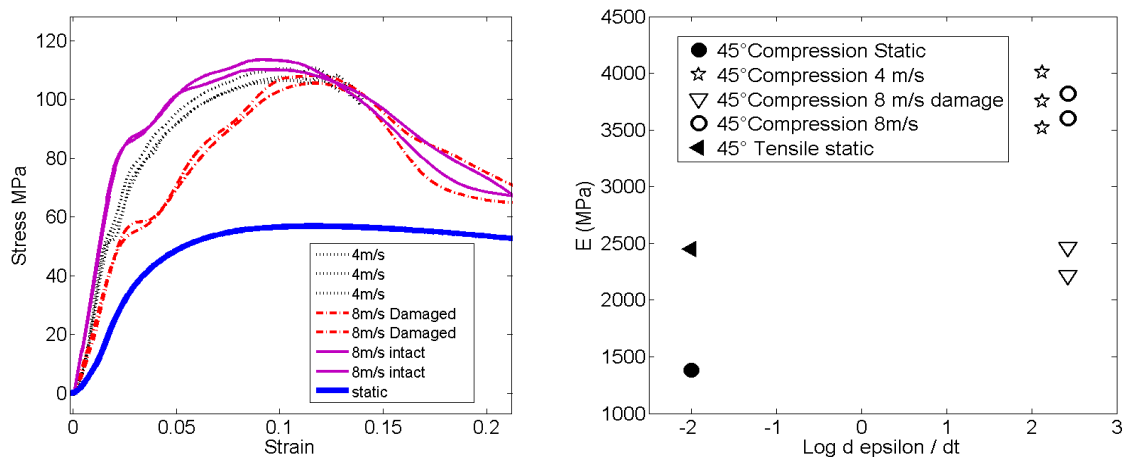 120
100
80
60
40
20
0
Stress MPa
0
0.05
0.1
0.15
0.2
Strain
4m/s
4m/s
4m/s
8m/s Damaged
8m/s Damaged
8m/s intact
8m/s intact
static
4500
4000
3500
3000
2500
2000
1500
1000
E (MPa)
-2
-1
0
1
2
3
Log d epsilon / dt
45°Compression Static
45°Compression 4 m/s
45°Compression 8 m/s damage
45°Compression 8m/s
45° Tensile static